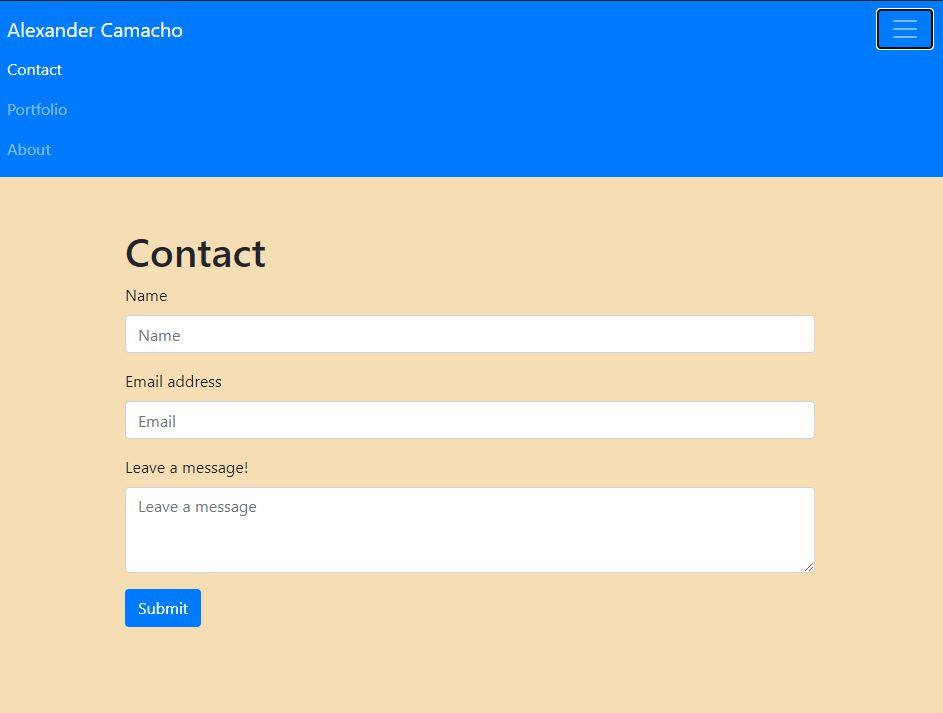 Alexander Camacho
Contact
Portfolio
About
Contact
Name
Name
Email address
Email
Leave a message!
Leave a message
Submit